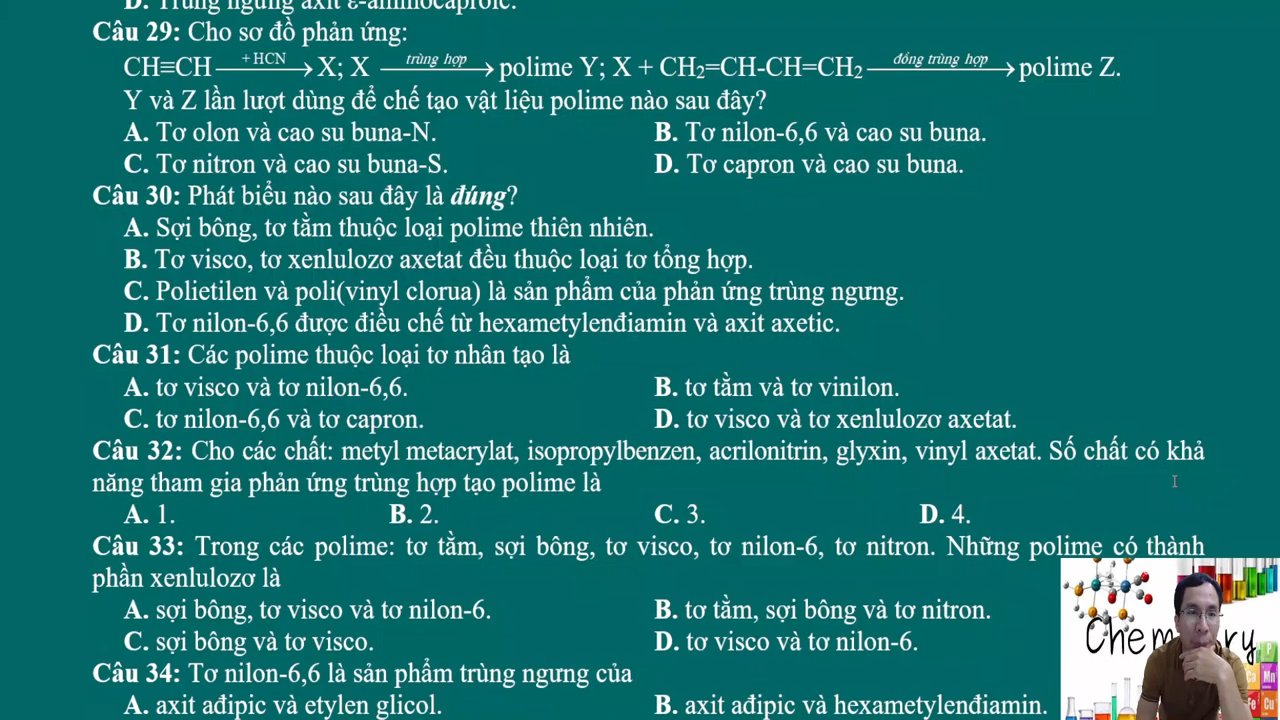 D. Trùng ngưng axit ε-aminocaproic.
Câu 29: Cho sơ đồ phản ứng:
CH≡CH +HCN → X; X trùng hợp → polime Y; X + CH₂=CH-CH=CH₂ đồng trùng hợp → polime Z.
Y và Z lần lượt dùng để chế tạo vật liệu polime nào sau đây?
A. Tơ olon và cao su buna-N. B. Tơ nilon-6,6 và cao su buna.
C. Tơ nitron và cao su buna-S. D. Tơ capron và cao su buna.
Câu 30: Phát biểu nào sau đây là đúng?
A. Sợi bông, tơ tằm thuộc loại polime thiên nhiên.
B. Tơ visco, tơ xenlulozơ axetat đều thuộc loại tơ tổng hợp.
C. Polietilen và poli(vinyl clorua) là sản phẩm của phản ứng trùng ngưng.
D. Tơ nilon-6,6 được điều chế từ hexametylenđiamin và axit axetic.
Câu 31: Các polime thuộc loại tơ nhân tạo là
A. tơ visco và tơ nilon-6,6. B. tơ tằm và tơ vinilon.
C. tơ nilon-6,6 và tơ capron. D. tơ visco và tơ xenlulozơ axetat.
Câu 32: Cho các chất: metyl metacrylat, isopropylbenzen, acrilonitrin, glyxin, vinyl axetat. Số chất có khả
năng tham gia phản ứng trùng hợp tạo polime là
A. 1. B. 2. C. 3. D. 4.
Câu 33: Trong các polime: tơ tằm, sợi bông, tơ visco, tơ nilon-6, tơ nitron. Những polime có thành
phần xenlulozơ là
A. sợi bông, tơ visco và tơ nilon-6. B. tơ tằm, sợi bông và tơ nitron.
C. sợi bông và tơ visco. D. tơ visco và tơ nilon-6.
Câu 34: Tơ nilon-6,6 là sản phẩm trùng ngưng của
A. axit ađipic và etylen glicol. B. axit ađipic và hexametylenđiamin.